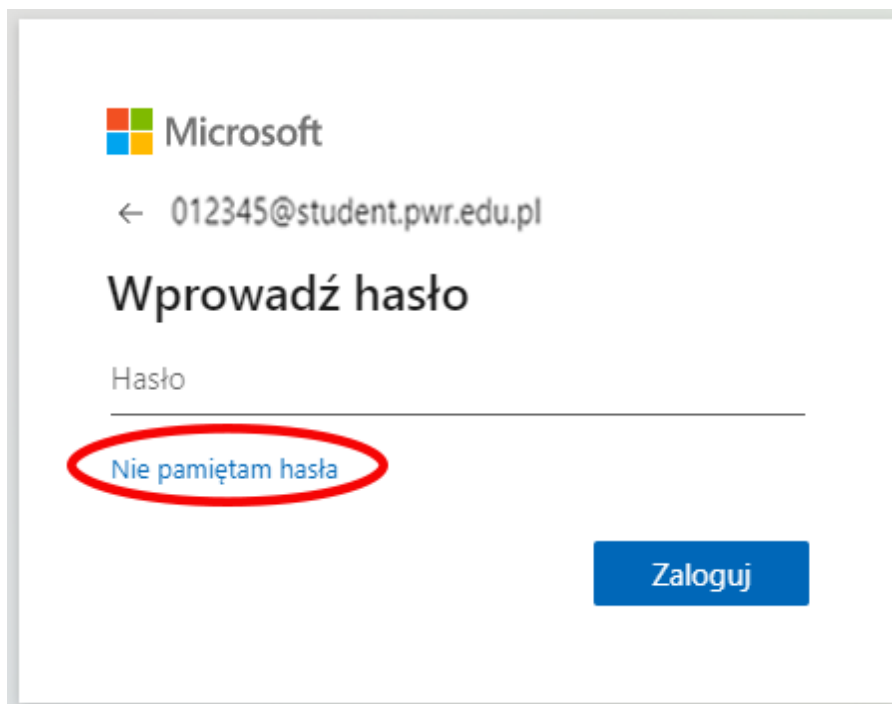 Microsoft
← 012345@student.pwr.edu.pl
Wprowadź hasło
Hasło
Nie pamiętam hasła
Zaloguj